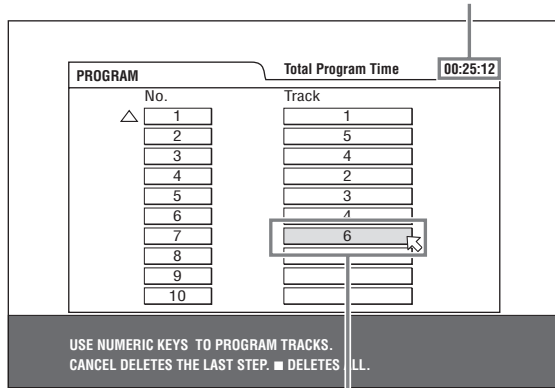 PROGRAM Total Program Time 00:25:12
No. Track
1 1
2 5
3 4
4 2
5 3
6 4
7 6
8
9
10
USE NUMERIC KEYS TO PROGRAM TRACKS.
CANCEL DELETES THE LAST STEP. ■ DELETES ALL.